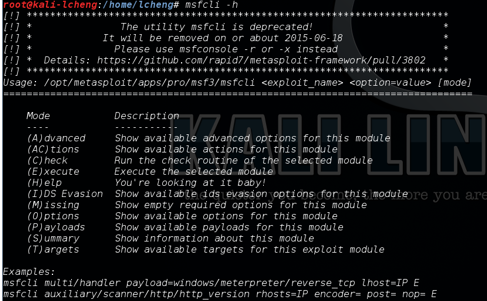 root@kali-lcheng:/home/lcheng# msfcli -h
[!] ************************************************************************
[!] * The utility msfcli is deprecated! *
[!] * It will be removed on or about 2015-06-18 *
[!] * Please use msfconsole -r or -x instead *
[!] * Details: https://github.com/rapid7/metasploit-framework/pull/3802 *
[!] ************************************************************************
Usage: /opt/metasploit/apps/pro/msf3/msfcli <exploit_name> <option=value> [mode]
==============================================================================
Mode Description
---- -----------
(A)dvanced Show available advanced options for this module
(AC)tions Show available actions for this module
(C)heck Run the check routine of the selected module
(E)xecute Execute the selected module
(H)elp You're looking at it baby!
(I)DS Evasion Show available ids evasion options for this module
(M)issing Show empty required options for this module
(O)ptions Show available options for this module
(P)ayloads Show available payloads for this module
(S)ummary Show information about this module
(T)argets Show available targets for this exploit module
Examples:
msfcli multi/handler payload=windows/meterpreter/reverse_tcp lhost=IP E
msfcli auxiliary/scanner/http/http_version rhosts=IP encoder= post= nop= E
KALI LIN
more you are